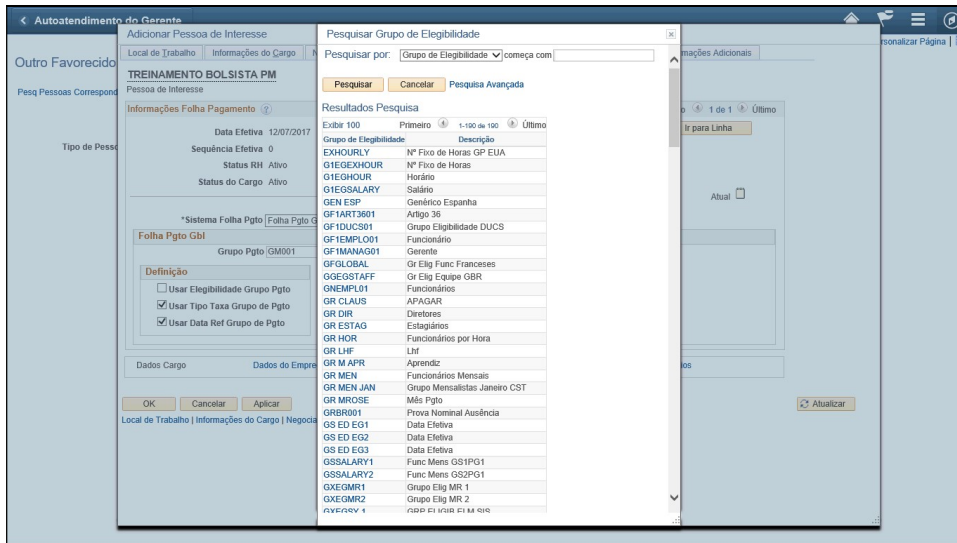 Autoatendimento do Gerente
Adicionar Pessoa de Interesse
Pesquisar Grupo de Elegibilidade
Personalizar Página
Local de Trabalho
Informações do Cargo
Informações Adicionais
Outro Favorecido
Pesq Pessoas Correspond
Tipo de Pesso
TREINAMENTO BOLSISTA PM
Pessoa de Interesse
Informações Folha Pagamento
1 de 1 Último
Ir para Linha
Data Efetiva 12/07/2017
Sequência Efetiva 0
Status RH Ativo
Status do Cargo Ativo
Atual
*Sistema Folha Pgto Folha Pgto G
Folha Pgto Gbl
Grupo Pgto GM001
Definição
Usar Elegibilidade Grupo Pgto
Usar Tipo Taxa Grupo de Pgto
Usar Data Ref Grupo de Pgto
Dados Cargo
Dados do Empre
OK Cancelar Aplicar
Atualizar
Local de Trabalho | Informações do Cargo | Negocia
Pesquisar por: Grupo de Elegibilidade começa com
Pesquisar Cancelar Pesquisa Avançada
Resultados Pesquisa
Exibir 100 Primeiro 1-190 de 190 Último
Grupo de Elegibilidade Descrição
EXHOURLY Nº Fixo de Horas GP EUA
G1EGEXHOUR Nº Fixo de Horas
G1EGHOUR Horário
G1EGSALARY Salário
GEN ESP Genérico Espanha
GF1ART3601 Artigo 36
GF1DUCS01 Grupo Eligibilidade DUCS
GF1EMPLO01 Funcionário
GF1MANAG01 Gerente
GFGLOBAL Gr Elig Func Franceses
GGEGSTAFF Gr Elig Equipe GBR
GNEMPL01 Funcionários
GR CLAUS APAGAR
GR DIR Diretores
GR ESTAG Estagiários
GR HOR Funcionários por Hora
GR LHF Lhf
GR M APR Aprendiz
GR MEN Funcionários Mensais
GR MEN JAN Grupo Mensalistas Janeiro CST
GR MROSE Mês Pgto
GRBR001 Prova Nominal Ausência
GS ED EG1 Data Efetiva
GS ED EG2 Data Efetiva
GS ED EG3 Data Efetiva
GSSALARY1 Func Mens GS1PG1
GSSALARY2 Func Mens GS2PG1
GXEGMR1 Grupo Elig MR 1
GXEGMR2 Grupo Elig MR 2
GXEGSY 1 GRP ELIGIB ELM SIS